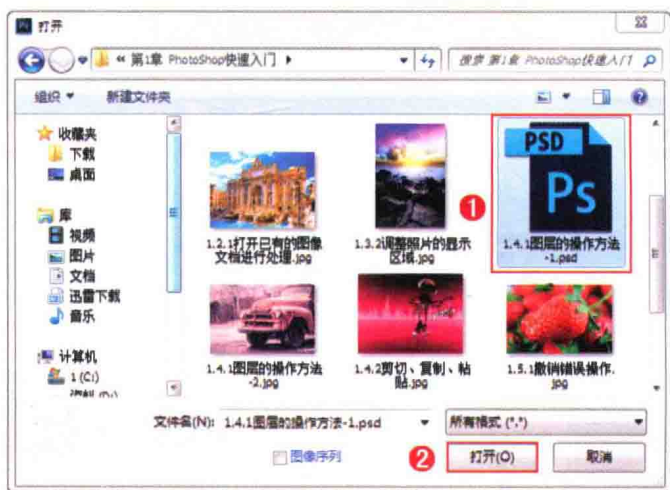 打开
« 第1章 PhotoShop快速入门
搜索 第1章 PhotoShop快速入门
组织 新建文件夹
收藏夹
下载
桌面
库
视频
图片
文档
迅雷下载
音乐
计算机
1 (C:)
PSD
Ps
1
1.2.1打开已有的图像
文档进行处理.jpg
1.3.2调整照片的显示
区域.jpg
1.4.1图层的操作方法
-1.psd
1.4.1图层的操作方法
-2.jpg
1.4.2剪切、复制、粘
贴.jpg
1.5.1撤销错误操作.
jpg
文件名(N): 1.4.1图层的操作方法-1.psd 所有格式 (*.*)
图像序列 2 打开(O) 取消